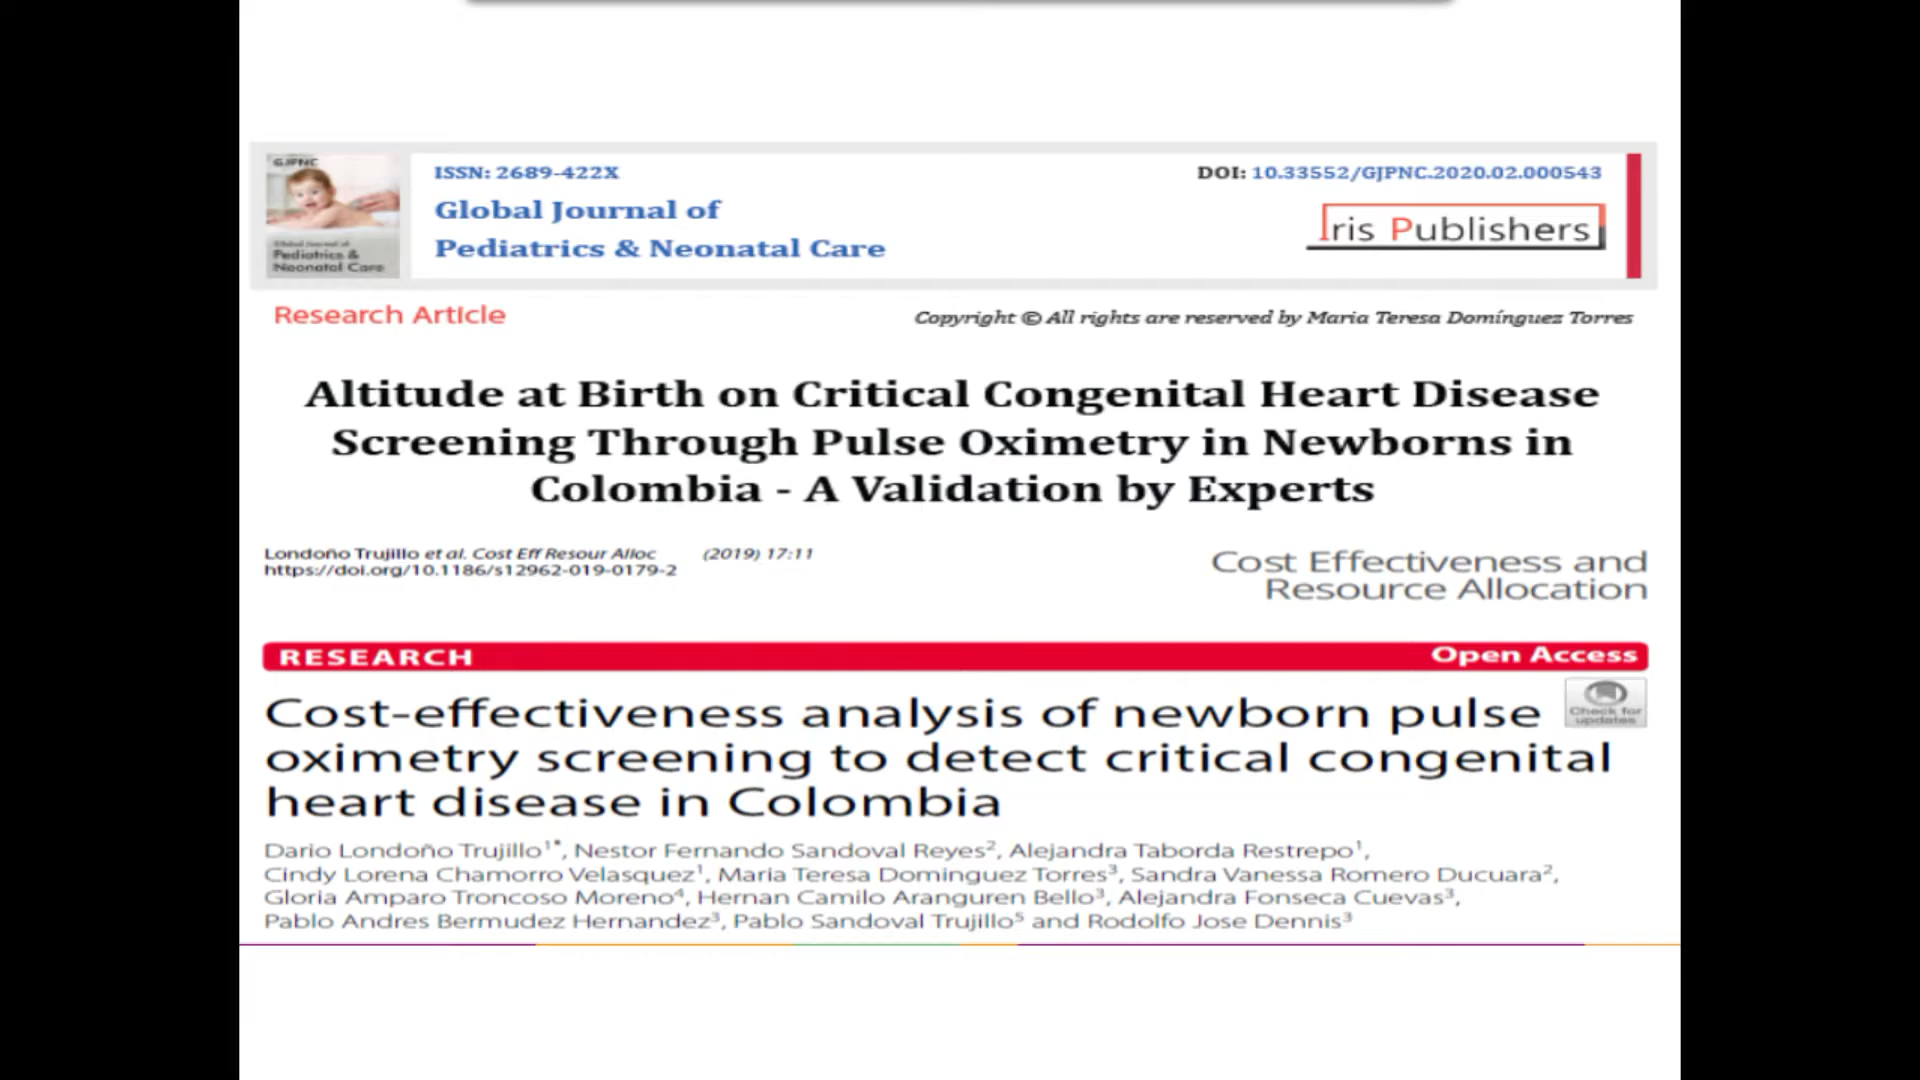 GJPNC
Global Journal of
Pediatrics &
Neonatal Care
ISSN: 2689-422X
DOI: 10.33552/GJPNC.2020.02.000543
Global Journal of
Pediatrics & Neonatal Care
Iris Publishers
Research Article
Copyright © All rights are reserved by Maria Teresa Domínguez Torres
Altitude at Birth on Critical Congenital Heart Disease
Screening Through Pulse Oximetry in Newborns in
Colombia - A Validation by Experts
Londoño Trujillo et al. Cost Eff Resour Alloc (2019) 17:11
https://doi.org/10.1186/s12962-019-0179-2
Cost Effectiveness and
Resource Allocation
RESEARCH
Open Access
Check for
updates
Cost-effectiveness analysis of newborn pulse
oximetry screening to detect critical congenital
heart disease in Colombia
Dario Londoño Trujillo1*, Nestor Fernando Sandoval Reyes2, Alejandra Taborda Restrepo1,
Cindy Lorena Chamorro Velasquez1, Maria Teresa Dominguez Torres3, Sandra Vanessa Romero Ducuara2,
Gloria Amparo Troncoso Moreno4, Hernan Camilo Aranguren Bello3, Alejandra Fonseca Cuevas3,
Pablo Andres Bermudez Hernandez3, Pablo Sandoval Trujillo5 and Rodolfo Jose Dennis3